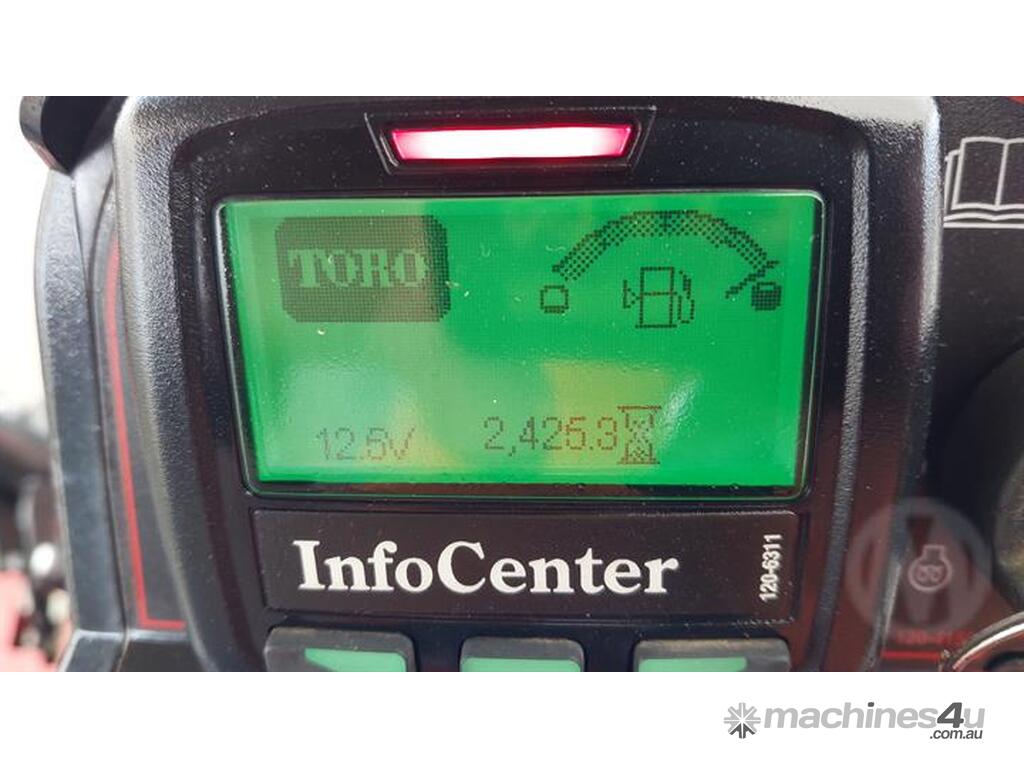 TORO
12.6V
2,425.3
InfoCenter
120-6311
machines4u
.com.au